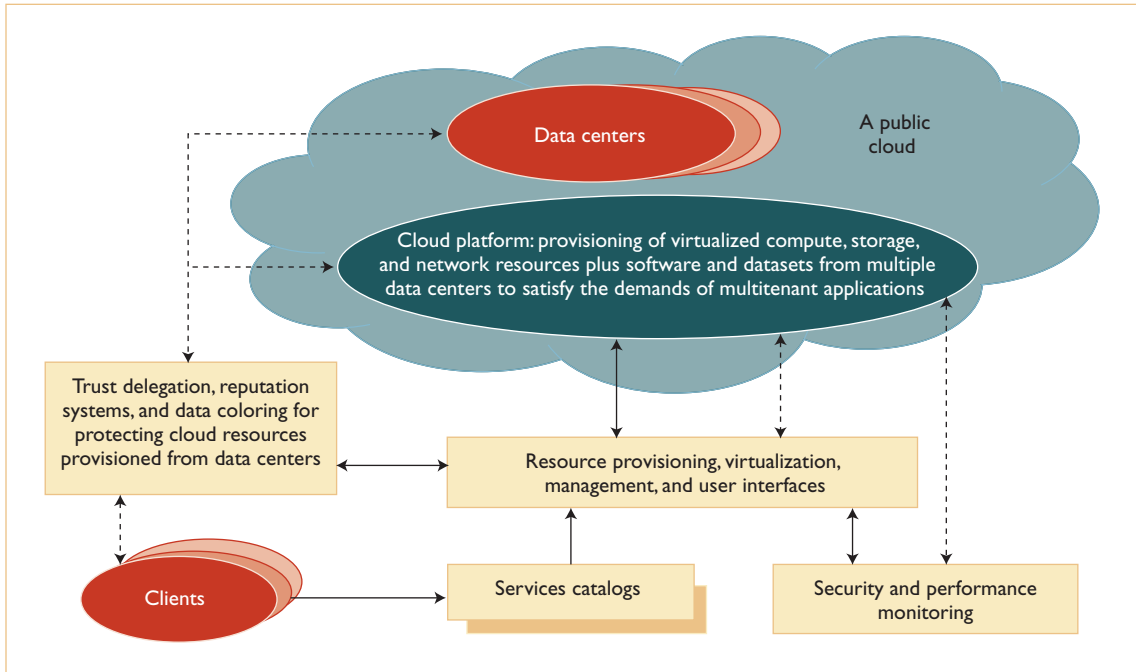 Data centers
A public
cloud
Cloud platform: provisioning of virtualized compute, storage,
and network resources plus software and datasets from multiple
data centers to satisfy the demands of multitenant applications
Trust delegation, reputation
systems, and data coloring for
protecting cloud resources
provisioned from data centers
Resource provisioning, virtualization,
management, and user interfaces
Clients
Services catalogs
Security and performance
monitoring